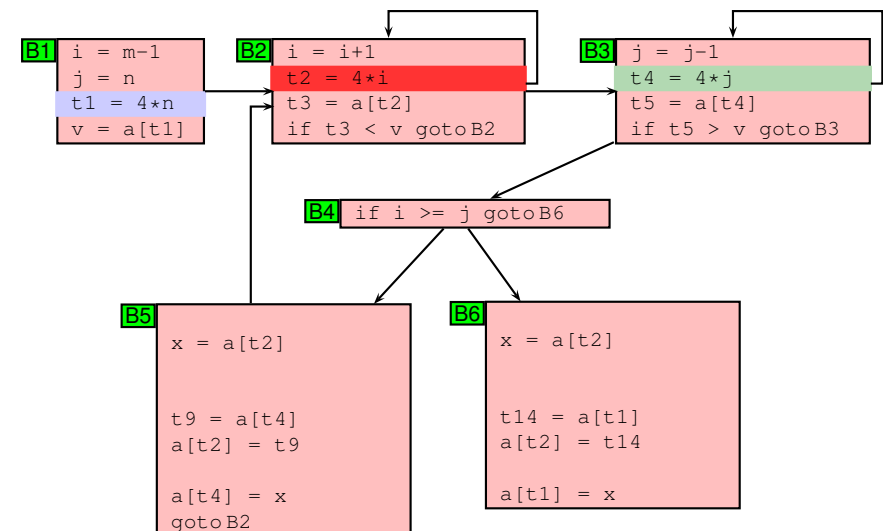 B1
i = m-1
j = n
t1 = 4*n
v = a[t1]
B2
i = i+1
t2 = 4*i
t3 = a[t2]
if t3 < v goto B2
B3
j = j-1
t4 = 4*j
t5 = a[t4]
if t5 > v goto B3
B4
if i >= j goto B6
B5
x = a[t2]
t9 = a[t4]
a[t2] = t9
a[t4] = x
goto B2
B6
x = a[t2]
t14 = a[t1]
a[t2] = t14
a[t1] = x